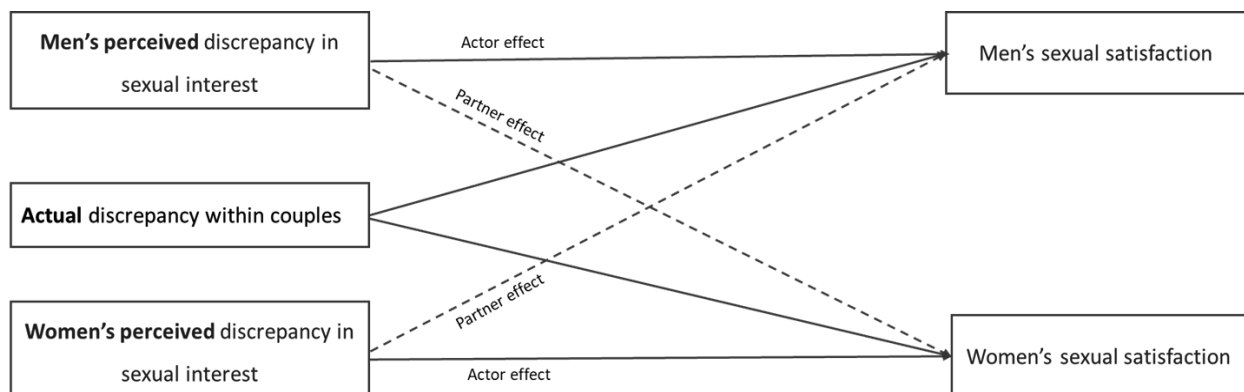 Men's perceived discrepancy in
sexual interest
Actor effect
Men's sexual satisfaction
Partner effect
Actual discrepancy within couples
Partner effect
Women's perceived discrepancy in
sexual interest
Actor effect
Women's sexual satisfaction